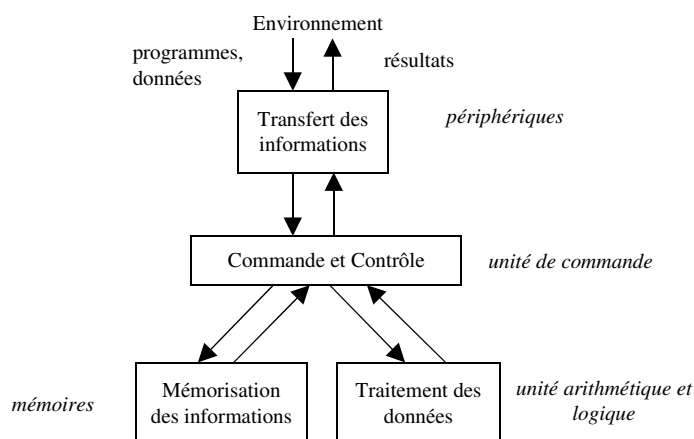 Environnement
programmes,
données
résultats
Transfert des
informations
périphériques
Commande et Contrôle
unité de commande
mémoires
Mémorisation
des informations
Traitement des
données
unité arithmétique et
logique